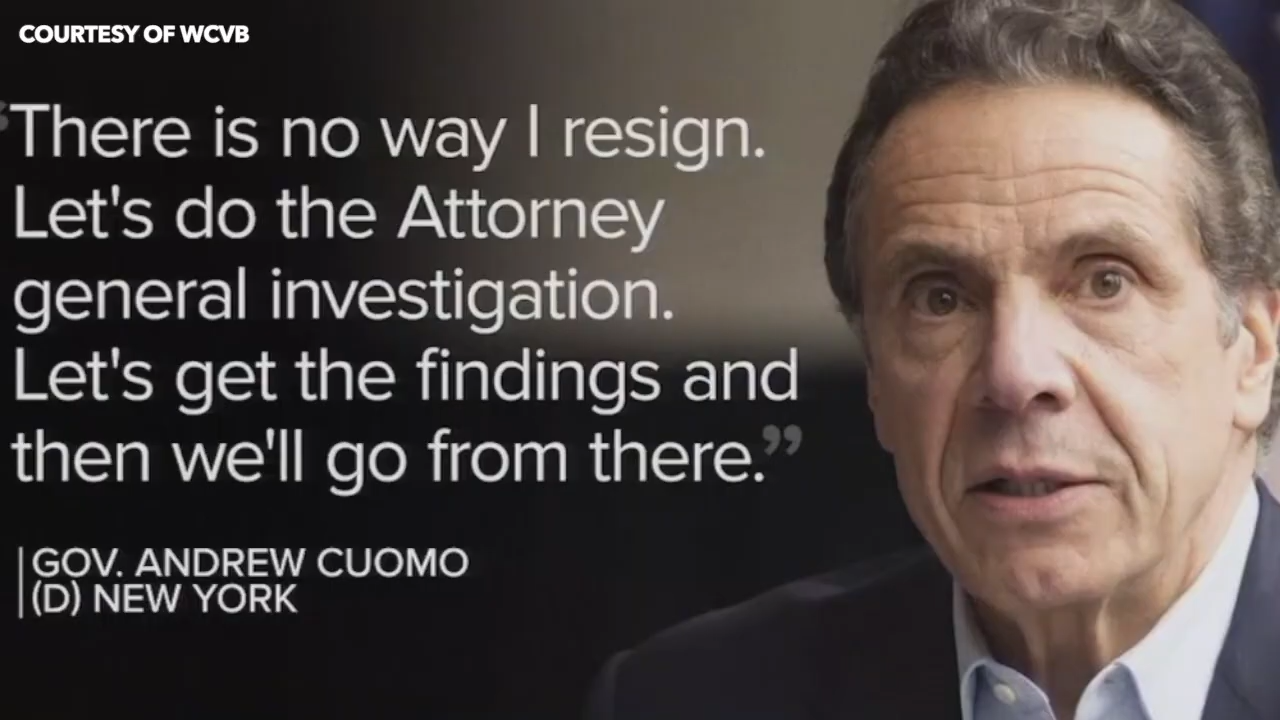 COURTESY OF WCVB
“There is no way I resign.
Let's do the Attorney
general investigation.
Let's get the findings and
then we'll go from there.”
GOV. ANDREW CUOMO
(D) NEW YORK